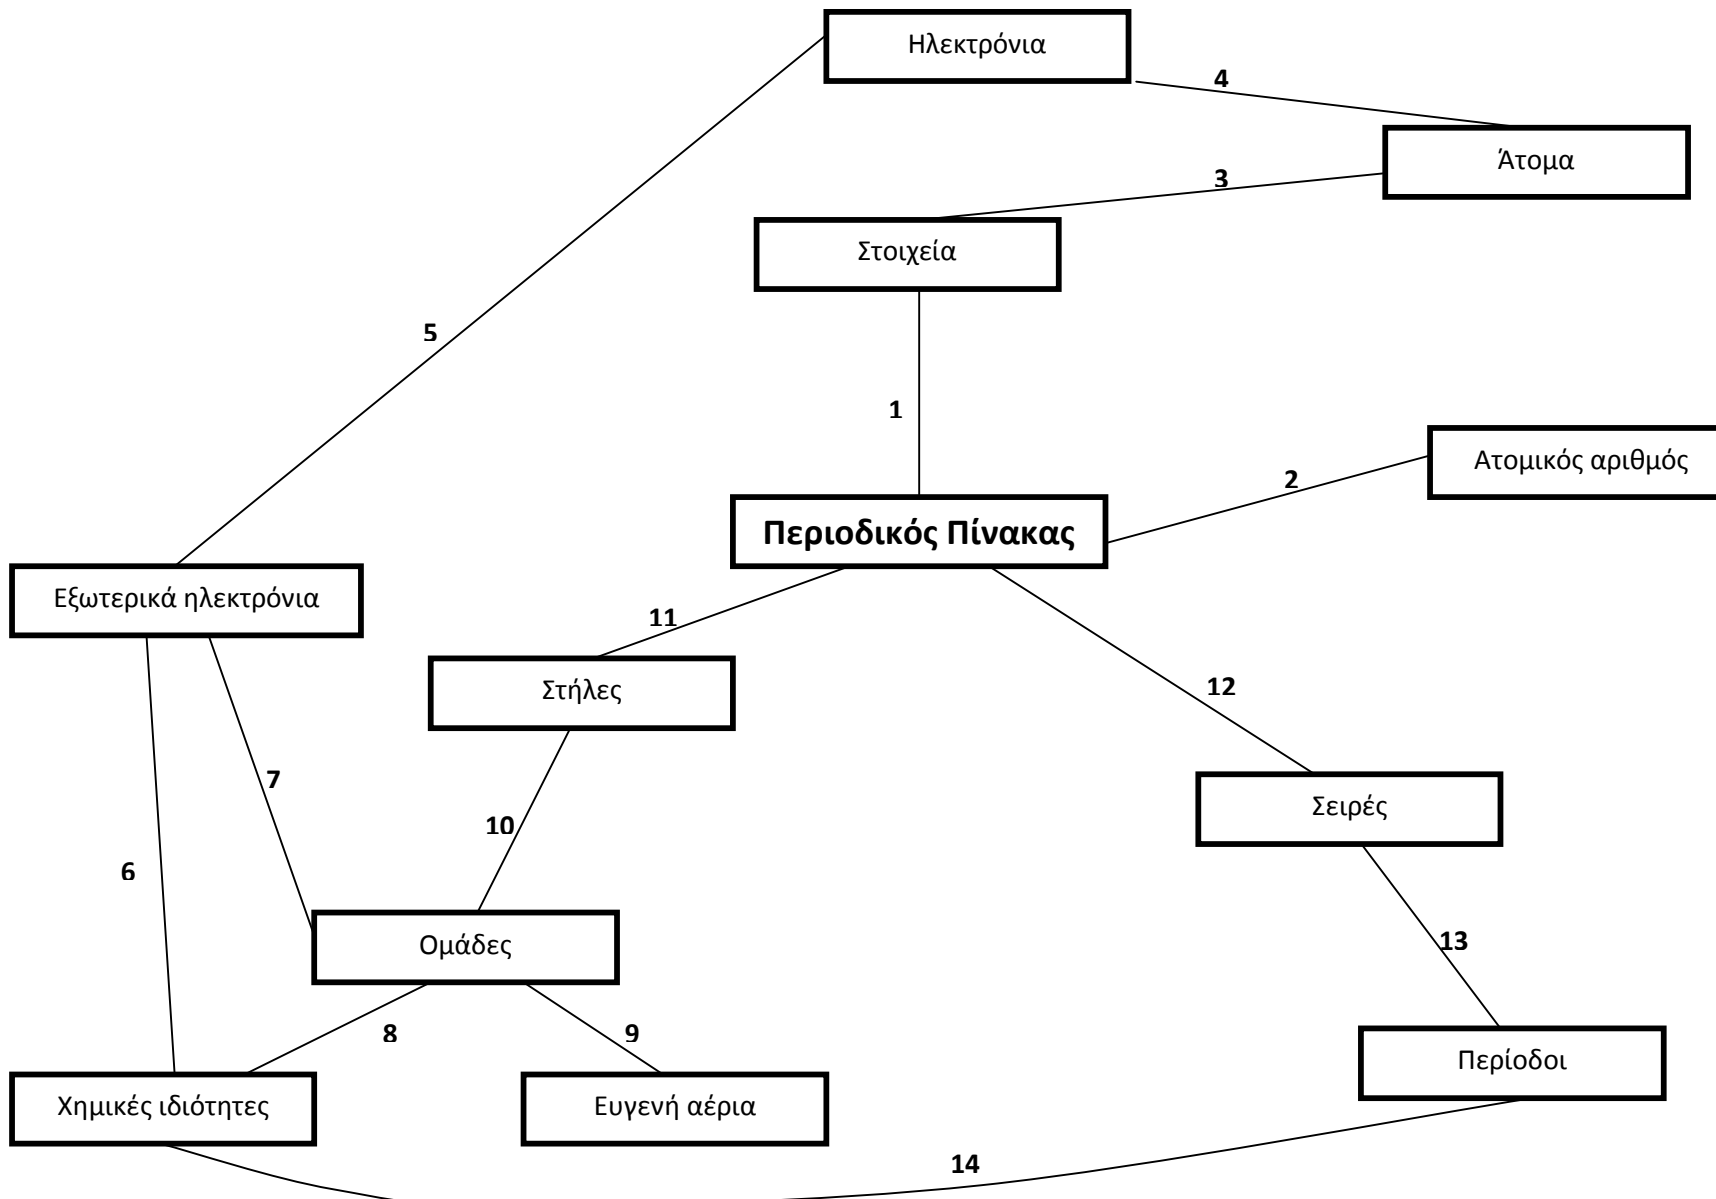 Ηλεκτρόνια
4
Άτομα
3
Στοιχεία
5
1
Ατομικός αριθμός
2
Περιοδικός Πίνακας
Εξωτερικά ηλεκτρόνια
11
Στήλες
12
7
Σειρές
10
6
Ομάδες
13
8
9
Περίοδοι
Χημικές ιδιότητες
Ευγενή αέρια
14